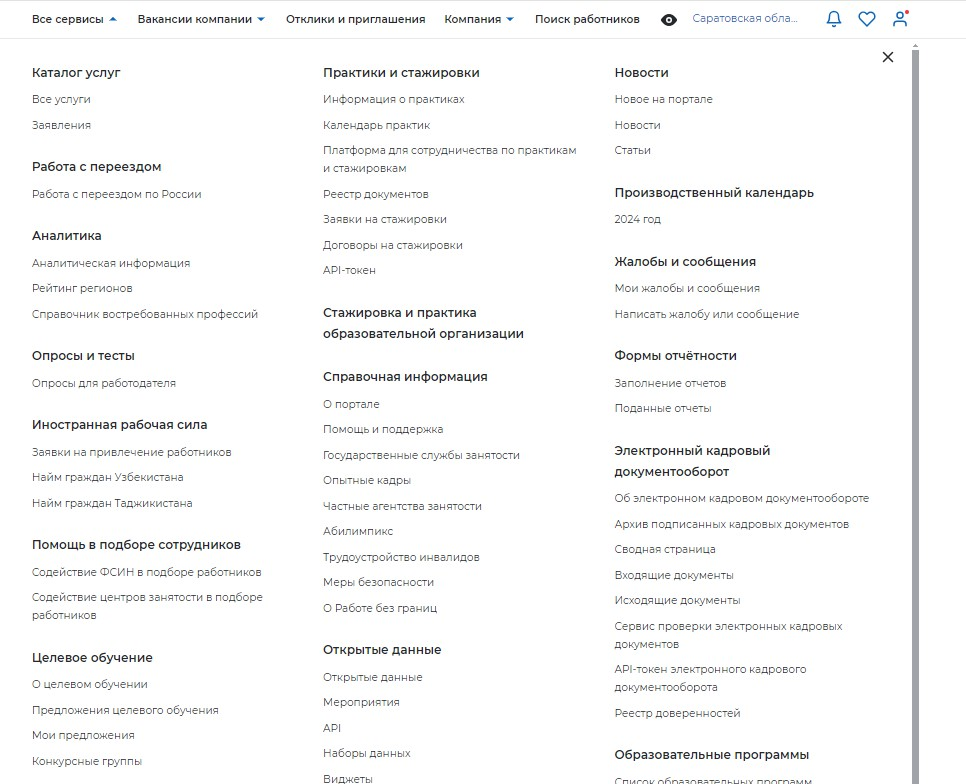 Все сервисы
Вакансии компании
Отклики и приглашения
Компания
Поиск работников
Саратовская обла...
Каталог услуг
Все услуги
Заявления
Работа с переездом
Работа с переездом по России
Аналитика
Аналитическая информация
Рейтинг регионов
Справочник востребованных профессий
Опросы и тесты
Опросы для работодателя
Иностранная рабочая сила
Заявки на привлечение работников
Найм граждан Узбекистана
Найм граждан Таджикистана
Помощь в подборе сотрудников
Содействие ФСИН в подборе работников
Содействие центров занятости в подборе
работников
Целевое обучение
О целевом обучении
Предложения целевого обучения
Мои предложения
Конкурсные группы
Практики и стажировки
Информация о практиках
Календарь практик
Платформа для сотрудничества по практикам
и стажировкам
Реестр документов
Заявки на стажировки
Договоры на стажировки
API-токен
Стажировка и практика
образовательной организации
Справочная информация
О портале
Помощь и поддержка
Государственные службы занятости
Опытные кадры
Частные агентства занятости
Абилимпикс
Трудоустройство инвалидов
Меры безопасности
О Работе без границ
Открытые данные
Открытые данные
Мероприятия
API
Наборы данных
Виджеты
Новости
Новое на портале
Новости
Статьи
Производственный календарь
2024 год
Жалобы и сообщения
Мои жалобы и сообщения
Написать жалобу или сообщение
Формы отчётности
Заполнение отчетов
Поданные отчеты
Электронный кадровый
документооборот
Об электронном кадровом документообороте
Архив подписанных кадровых документов
Сводная страница
Входящие документы
Исходящие документы
Сервис проверки электронных кадровых
документов
API-токен электронного кадрового
документооборота
Реестр доверенностей
Образовательные программы
Список образовательных программ